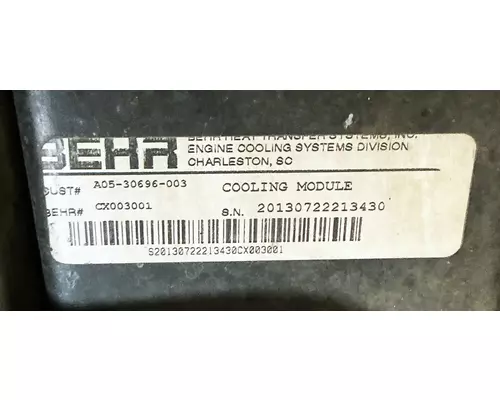 BEHR HEAT TRANSFER SYSTEMS, INC.
BEHR ENGINE COOLING SYSTEMS DIVISION
CHARLESTON, SC
CUST# A05-30696-003 COOLING MODULE
BEHR# CX003001 S.N. 20130722213430
S20130722213430CX003001